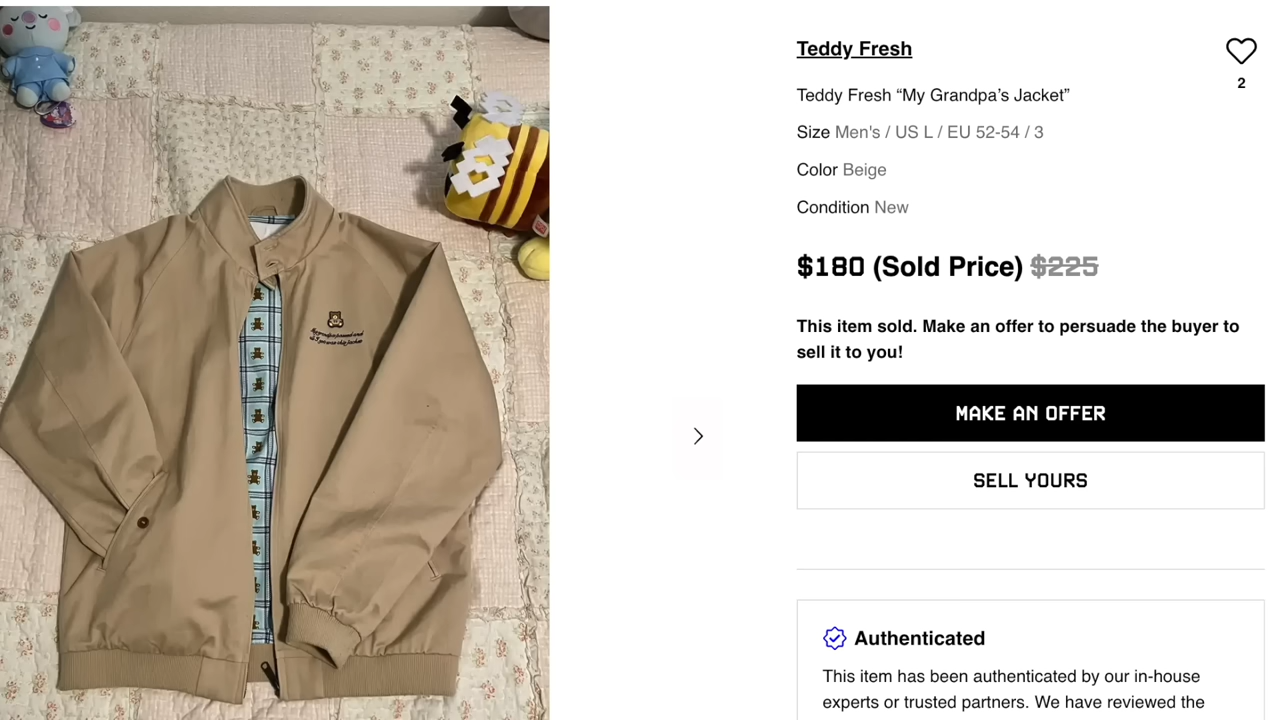 Teddy Fresh
2
Teddy Fresh “My Grandpa’s Jacket”
Size Men's / US L / EU 52-54 / 3
Color Beige
Condition New
$180 (Sold Price) $225
This item sold. Make an offer to persuade the buyer to
sell it to you!
MAKE AN OFFER
SELL YOURS
Authenticated
This item has been authenticated by our in-house
experts or trusted partners. We have reviewed the